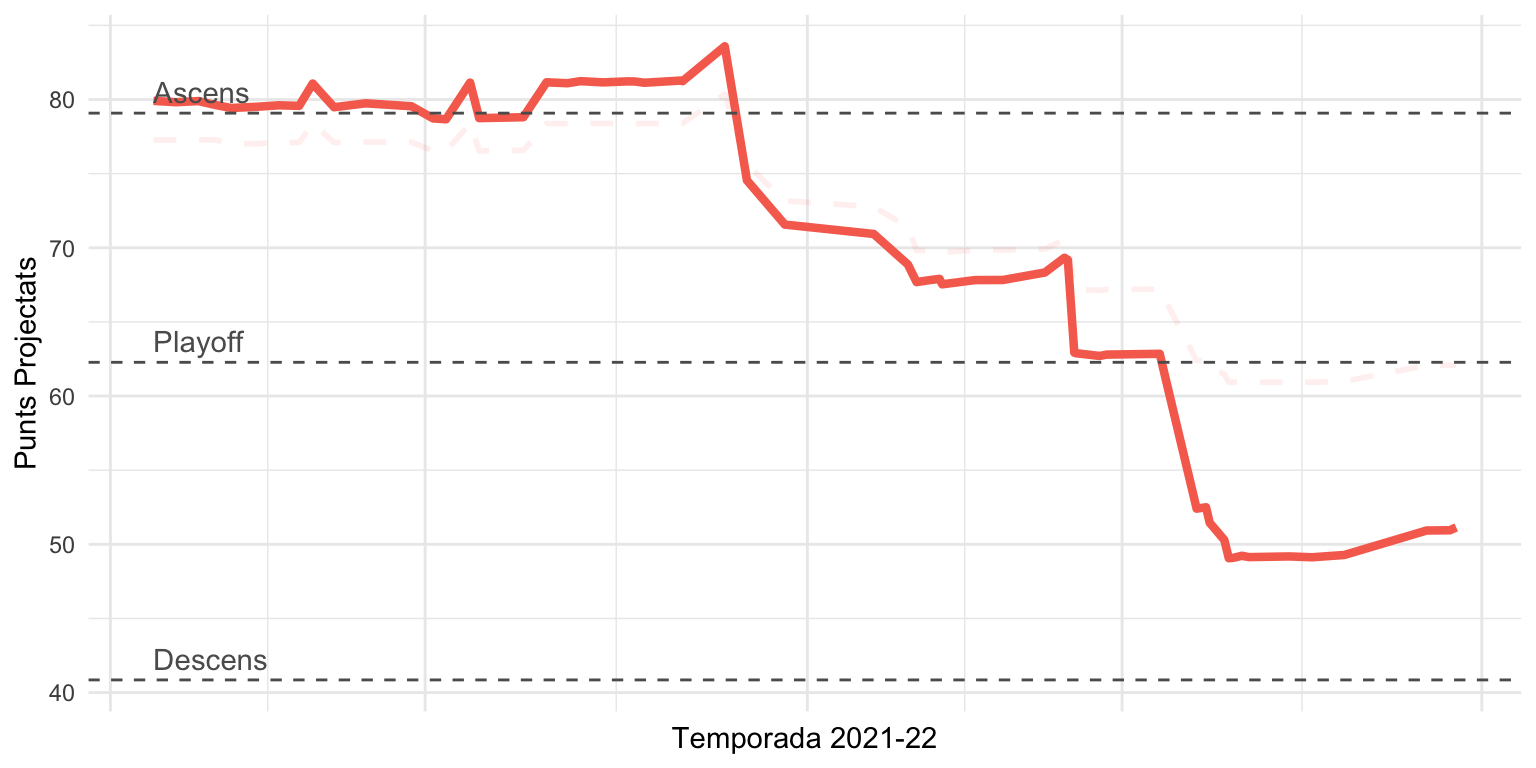 Punts Projectats
80
70
60
50
40
Ascens
Playoff
Descens
Temporada 2021-22